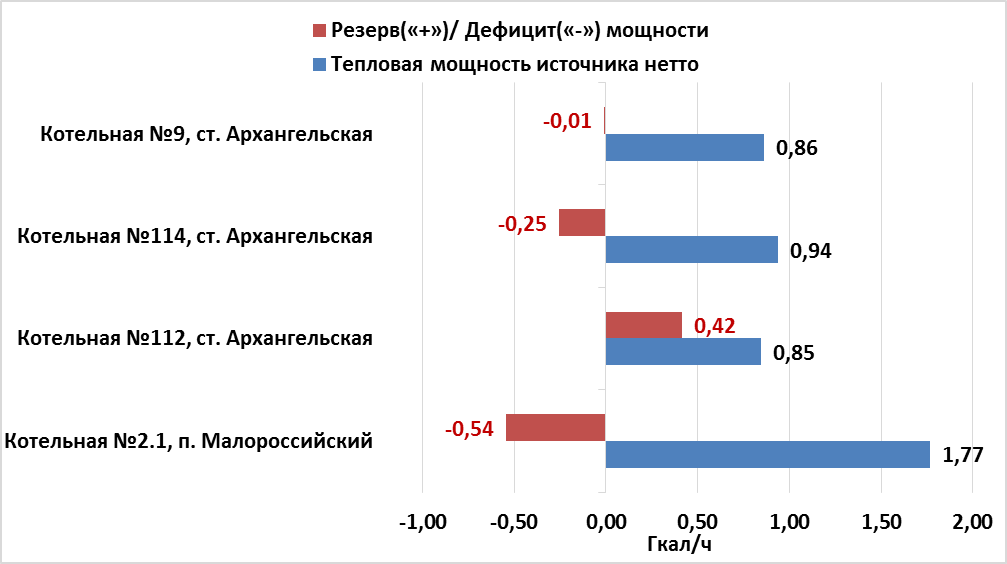 Резерв(«+»)/ Дефицит(«-») мощности
Тепловая мощность источника нетто
Котельная №9, ст. Архангельская
-0,01
0,86
Котельная №114, ст. Архангельская
-0,25
0,94
Котельная №112, ст. Архангельская
0,42
0,85
Котельная №2.1, п. Малороссийский
-0,54
1,77
-1,00 -0,50 0,00 0,50 1,00 1,50 2,00
Гкал/ч